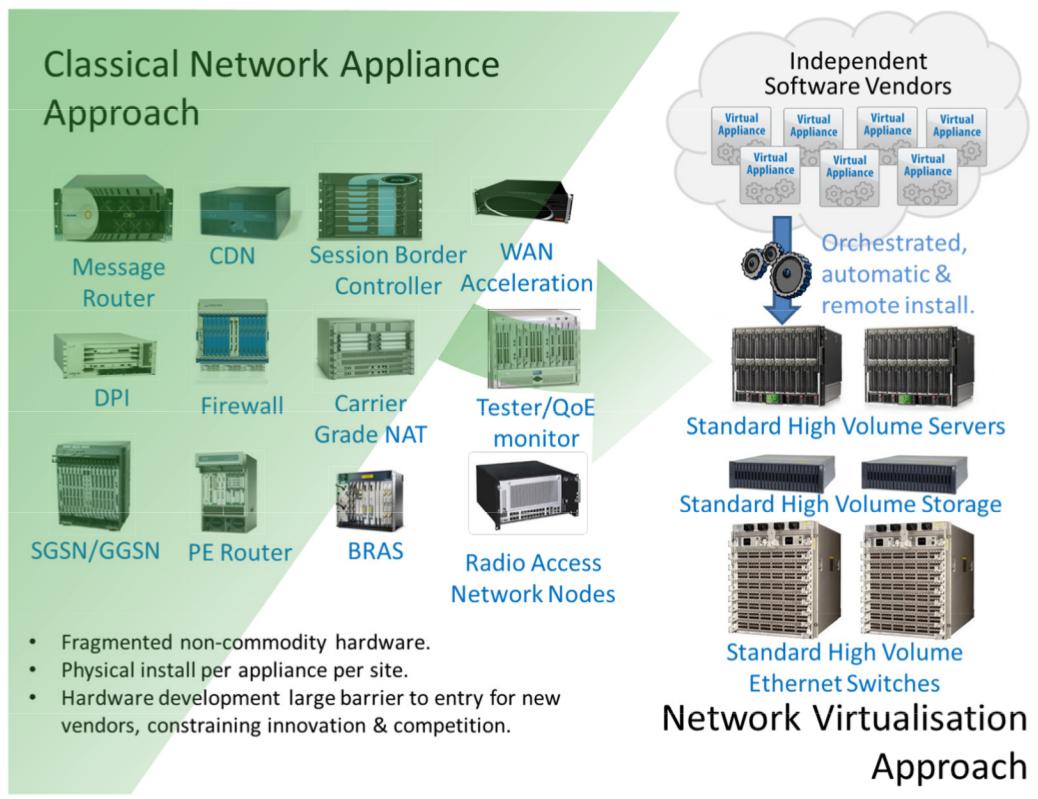 Classical Network Appliance
Approach
Message
Router
CDN
Session Border
Controller
WAN
Acceleration
DPI
Firewall
Carrier
Grade NAT
Tester/QoE
monitor
SGSN/GGSN
PE Router
BRAS
Radio Access
Network Nodes
• Fragmented non-commodity hardware.
• Physical install per appliance per site.
• Hardware development large barrier to entry for new
vendors, constraining innovation & competition.
Independent
Software Vendors
Virtual
Appliance
Virtual
Appliance
Virtual
Appliance
Virtual
Appliance
Virtual
Appliance
Virtual
Appliance
Virtual
Appliance
Orchestrated,
automatic &
remote install.
Standard High Volume Servers
Standard High Volume Storage
Standard High Volume
Ethernet Switches
Network Virtualisation
Approach